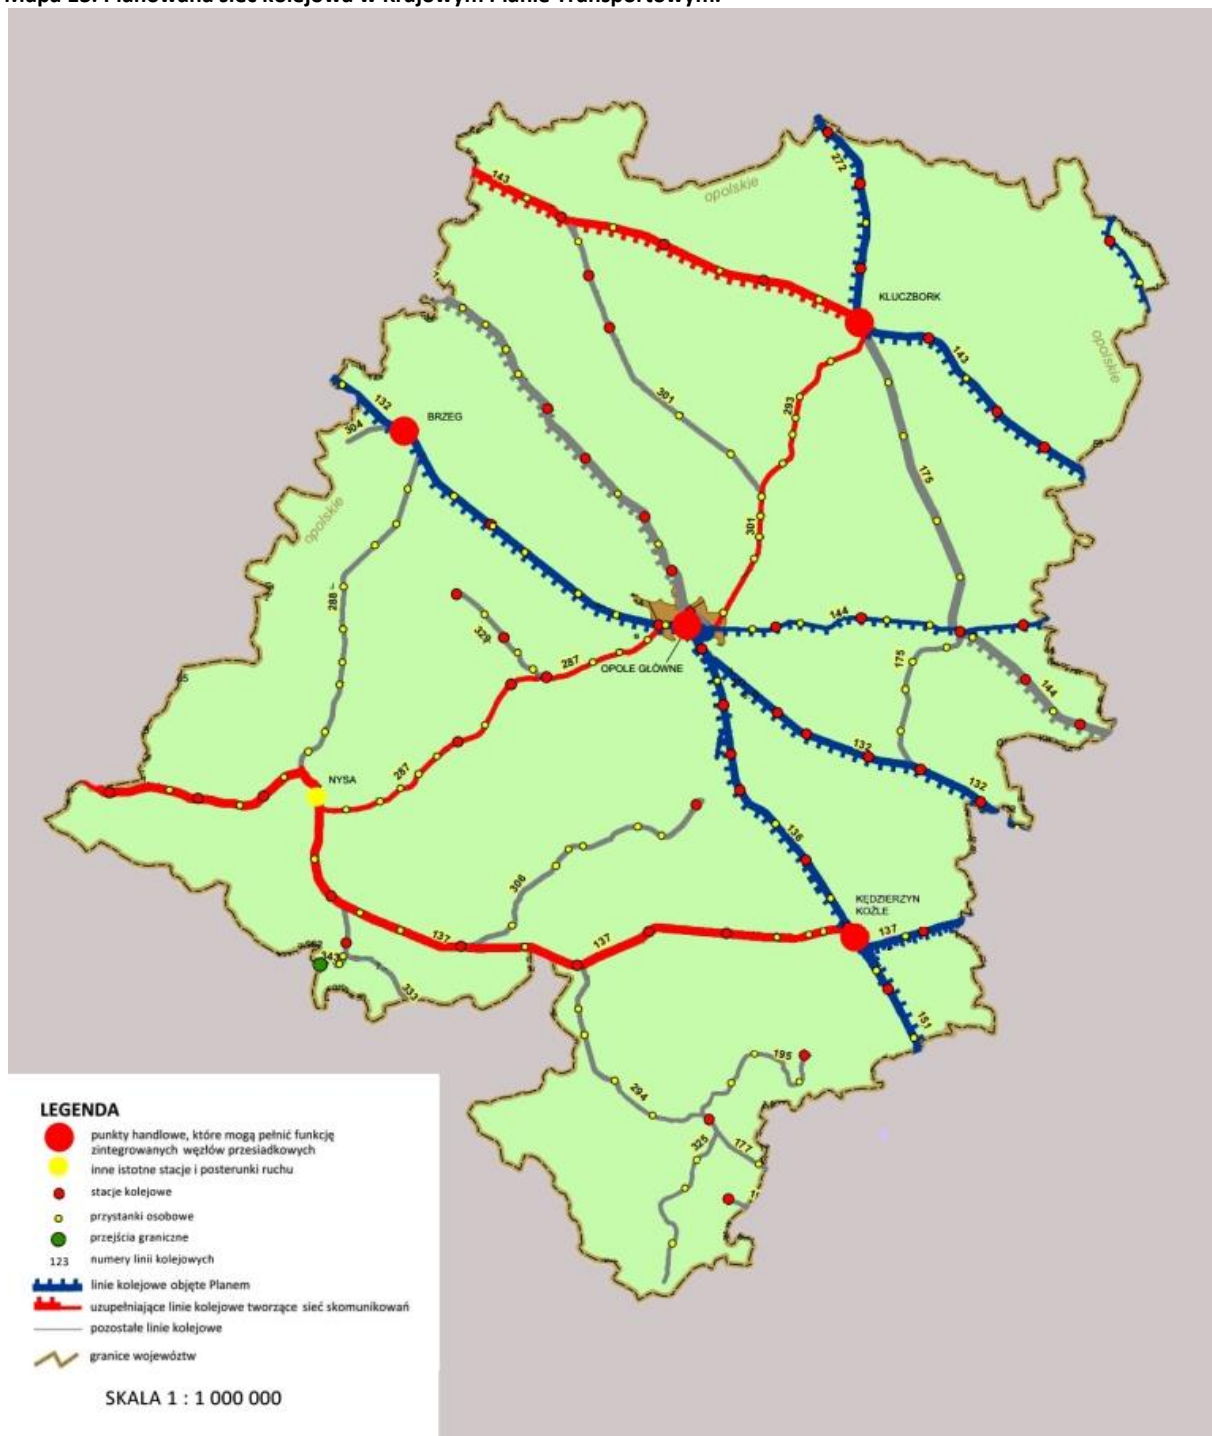 Mapa 13. Planowana sieć kolejowa w Krajowym Planie Transportowym.
143
opolskie
272
KLUCZBORK
143
opolskie
132
304
BRZEG
301
293
175
opolskie
301
288
329
144
287
OPOLE GŁÓWNE
175
144
132
132
NYSA
287
136
306
KĘDZIERZYN
KOŹLE
137
137
137
343
333
151
195
294
325
177
LEGENDA
punkty handlowe, które mogą pełnić funkcję
zintegrowanych węzłów przesiadkowych
inne istotne stacje i posterunki ruchu
stacje kolejowe
przystanki osobowe
przejścia graniczne
123 numery linii kolejowych
linie kolejowe objęte Planem
uzupełniające linie kolejowe tworzące sieć skomunikowań
pozostałe linie kolejowe
granice województw
SKALA 1 : 1 000 000